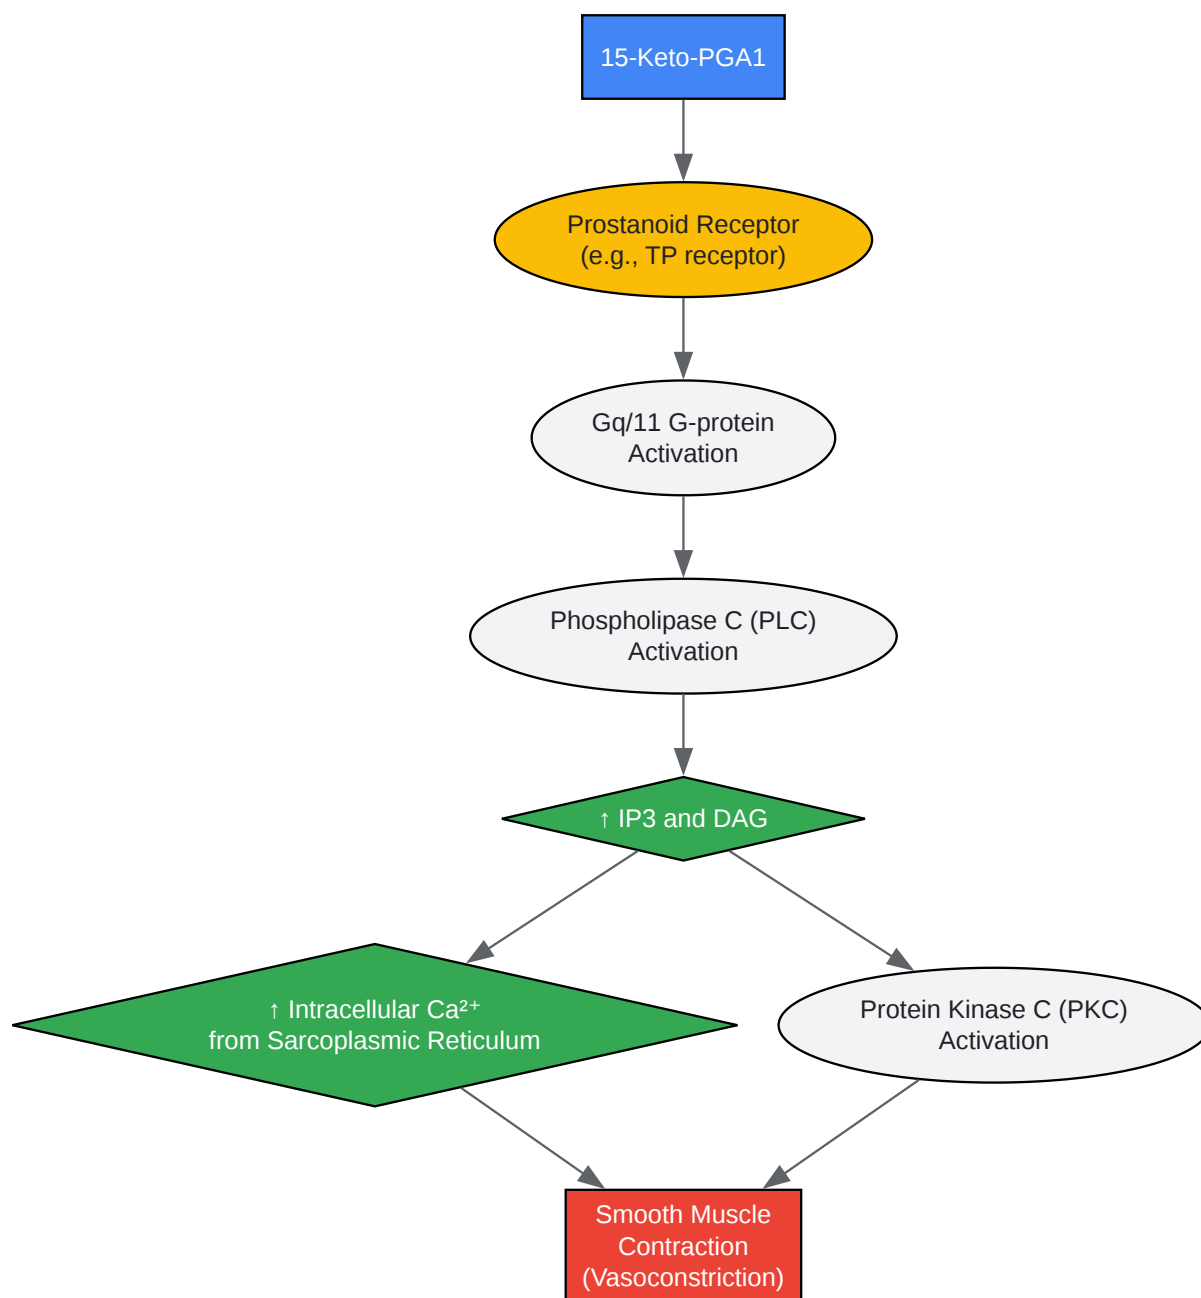 15-Keto-PGA1
Prostanoid Receptor
(e.g., TP receptor)
Gq/11 G-protein
Activation
Phospholipase C (PLC)
Activation
↑ IP3 and DAG
↑ Intracellular Ca²⁺
from Sarcoplasmic Reticulum
Protein Kinase C (PKC)
Activation
Smooth Muscle
Contraction
(Vasoconstriction)